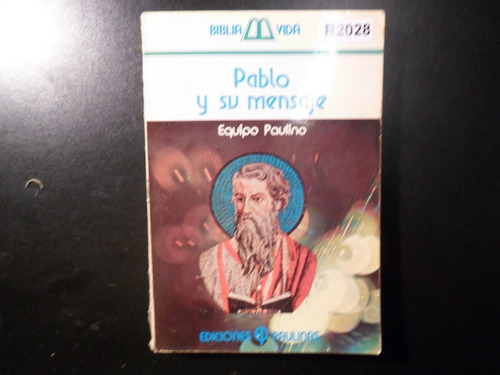 BIBLIA VIDA R2028
Pablo
y su mensaje
Equipo Paulino
EDICIONES PAULINAS